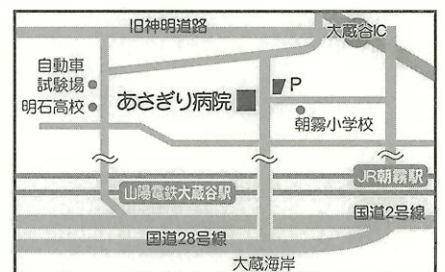 旧神明道路
大蔵谷IC
自動車
試験場
明石高校
あさぎり病院
P
朝霧小学校
JR朝霧駅
山陽電鉄大蔵谷駅
国道2号線
国道28号線
大蔵海岸